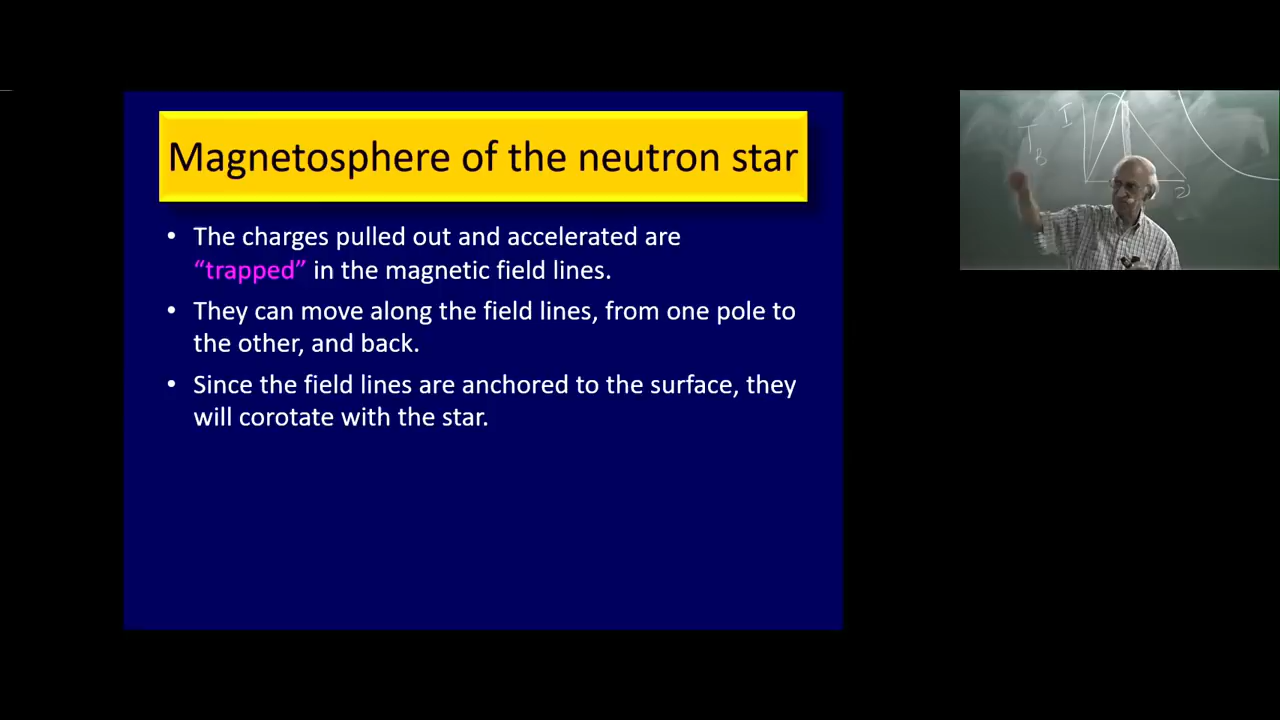 Magnetosphere of the neutron star
• The charges pulled out and accelerated are
“trapped” in the magnetic field lines.
• They can move along the field lines, from one pole to
the other, and back.
• Since the field lines are anchored to the surface, they
will corotate with the star.
T_B
I